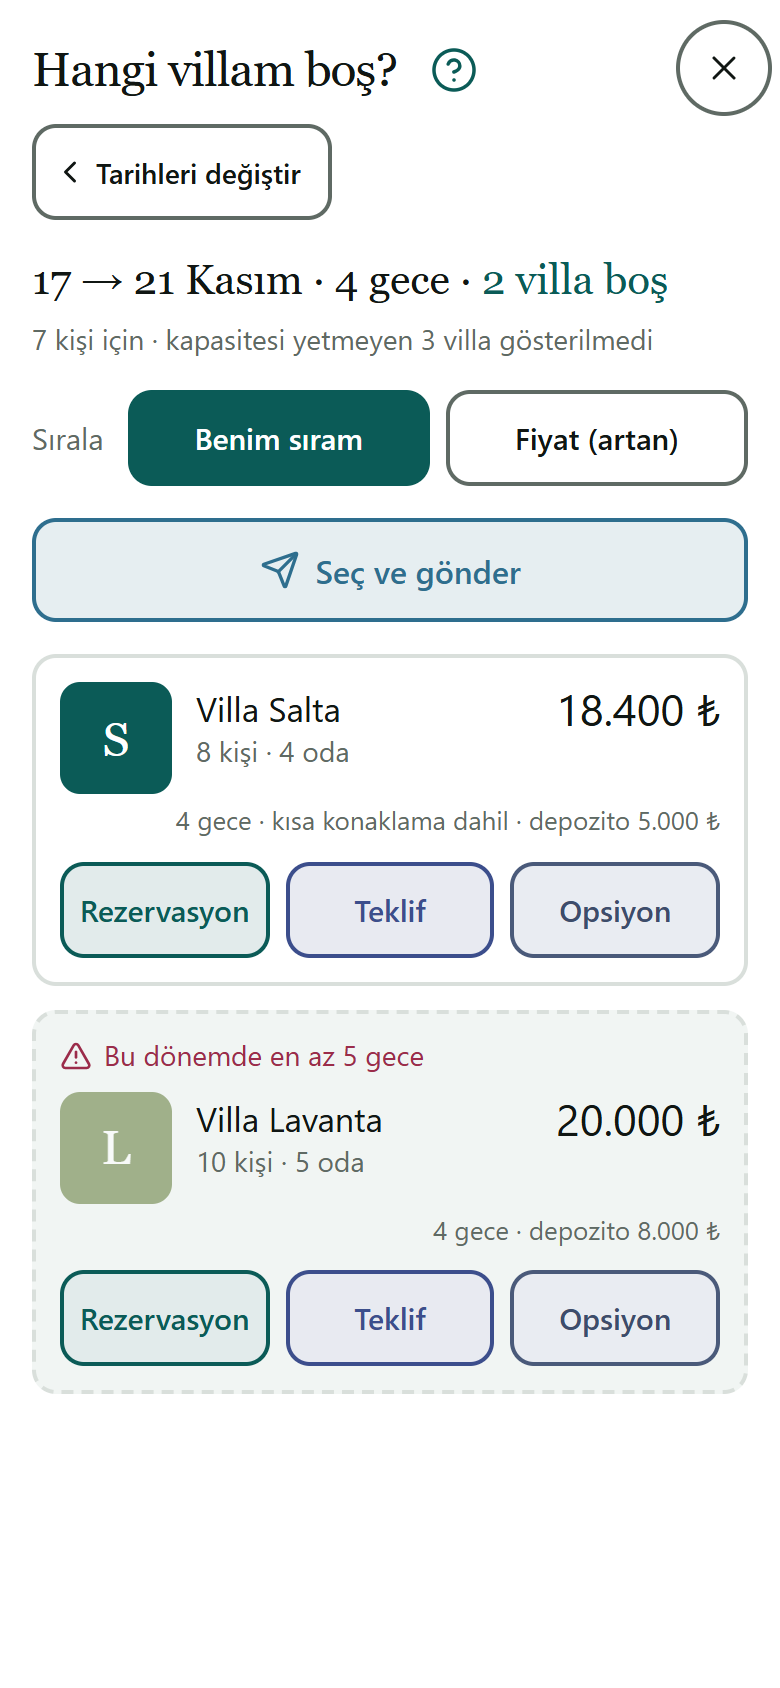 Hangi villam boş?
Tarihleri değiştir
17 → 21 Kasım · 4 gece · 2 villa boş
7 kişi için · kapasitesi yetmeyen 3 villa gösterilmedi
Sırala Benim sıram Fiyat (artan)
Seç ve gönder
S Villa Salta 18.400 ₺
8 kişi · 4 oda
4 gece · kısa konaklama dahil · depozito 5.000 ₺
Rezervasyon Teklif Opsiyon
Bu dönemde en az 5 gece
L Villa Lavanta 20.000 ₺
10 kişi · 5 oda
4 gece · depozito 8.000 ₺
Rezervasyon Teklif Opsiyon